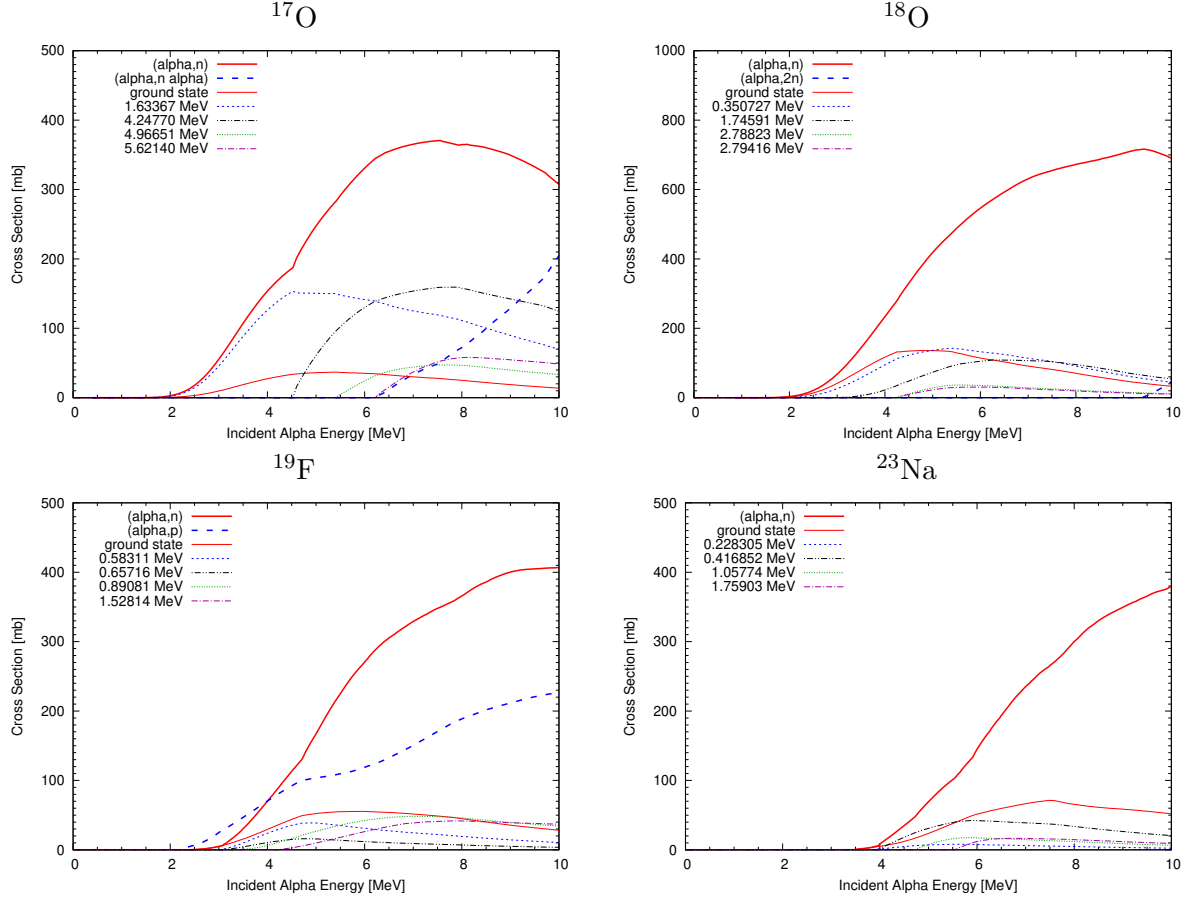 ¹⁷O
500
400
300
200
100
0
0 2 4 6 8 10
Cross Section [mb]
Incident Alpha Energy [MeV]
(alpha,n)
(alpha,n alpha)
ground state
1.63367 MeV
4.24770 MeV
4.96651 MeV
5.62140 MeV
¹⁸O
1000
800
600
400
200
0
0 2 4 6 8 10
Cross Section [mb]
Incident Alpha Energy [MeV]
(alpha,n)
(alpha,2n)
ground state
0.350727 MeV
1.74591 MeV
2.78823 MeV
2.79416 MeV
¹⁹F
500
400
300
200
100
0
0 2 4 6 8 10
Cross Section [mb]
Incident Alpha Energy [MeV]
(alpha,n)
(alpha,p)
ground state
0.58311 MeV
0.65716 MeV
0.89081 MeV
1.52814 MeV
²³Na
500
400
300
200
100
0
0 2 4 6 8 10
Cross Section [mb]
Incident Alpha Energy [MeV]
(alpha,n)
ground state
0.228305 MeV
0.416852 MeV
1.05774 MeV
1.75903 MeV